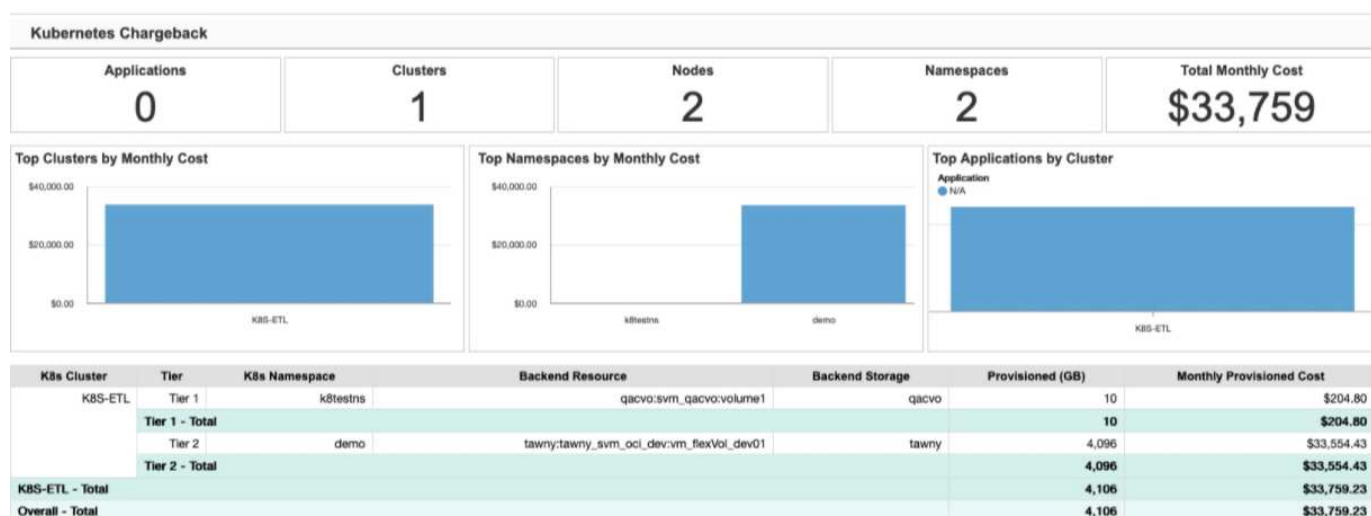 Kubernetes Chargeback
Applications Clusters Nodes Namespaces Total Monthly Cost
0 1 2 2 $33,759
Top Clusters by Monthly Cost
$40,000.00
$20,000.00
$0.00
K8S-ETL
Top Namespaces by Monthly Cost
$40,000.00
$20,000.00
$0.00
k8testns demo
Top Applications by Cluster
Application
N/A
K8S-ETL
K8s Cluster Tier K8s Namespace Backend Resource Backend Storage Provisioned (GB) Monthly Provisioned Cost
K8S-ETL Tier 1 k8testns qacvo:svm_qacvo:volume1 qacvo 10 $204.80
Tier 1 - Total 10 $204.80
Tier 2 demo tawny:tawny_svm_oci_dev:vm_flexVol_dev01 tawny 4,096 $33,554.43
Tier 2 - Total 4,096 $33,554.43
K8S-ETL - Total 4,106 $33,759.23
Overall - Total 4,106 $33,759.23